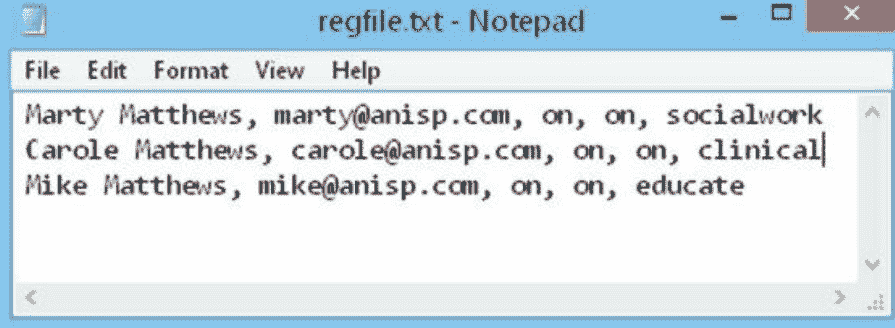 regfile.txt - Notepad
File Edit Format View Help
Marty Matthews, marty@anisp.com, on, on, socialwork
Carole Matthews, carole@anisp.com, on, on, clinical
Mike Matthews, mike@anisp.com, on, on, educate